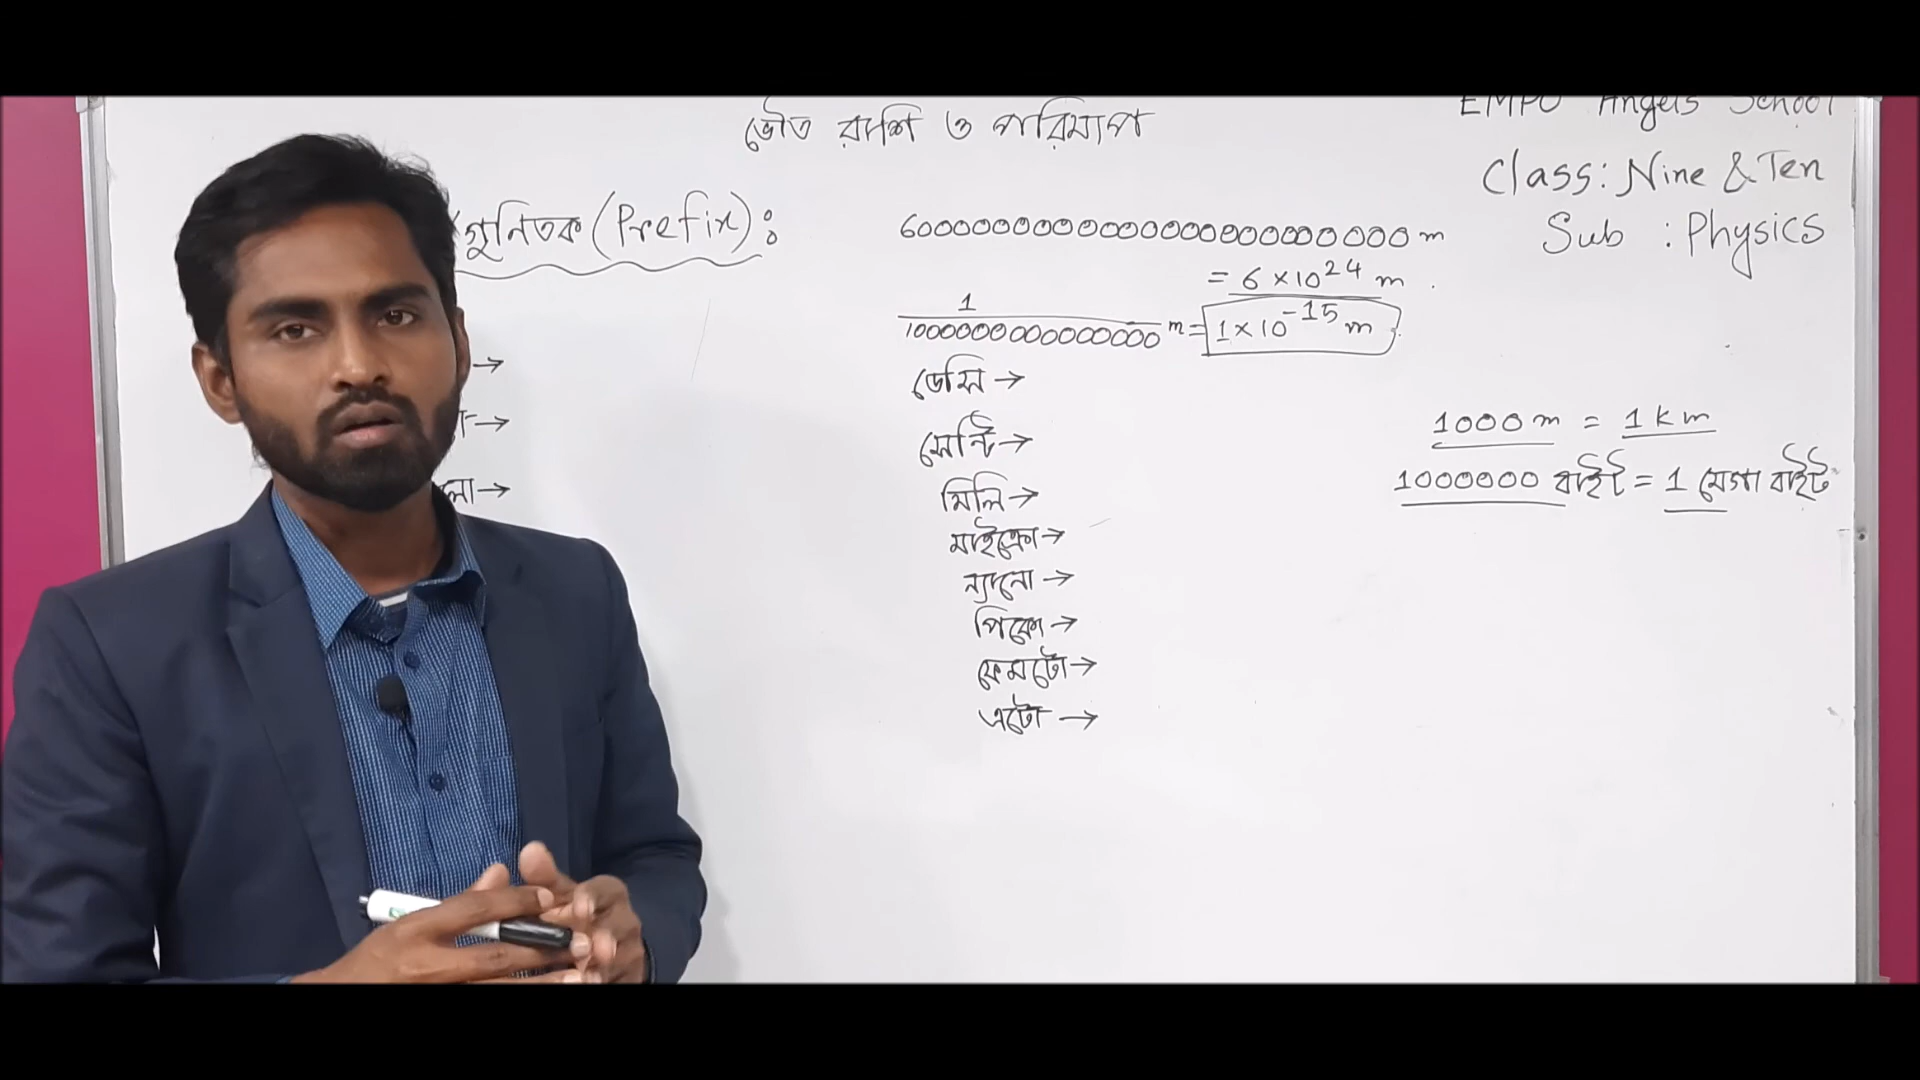 ভৌত রাশি ও পরিমাপ
EMPU Angels School
Class: Nine & Ten
Sub : Physics
গুনিতক (Prefix) :
6000000000000000000000000 m
= 6 × 10²⁴ m
1
1000000000000000 m = 1 × 10⁻¹⁵ m
ডেসি →
সেন্টি →
মিলি →
মাইক্রো →
ন্যানো →
পিকো →
ফেমটো →
এটো →
1000 m = 1 km
1000000 বাইট = 1 মেগা বাইট